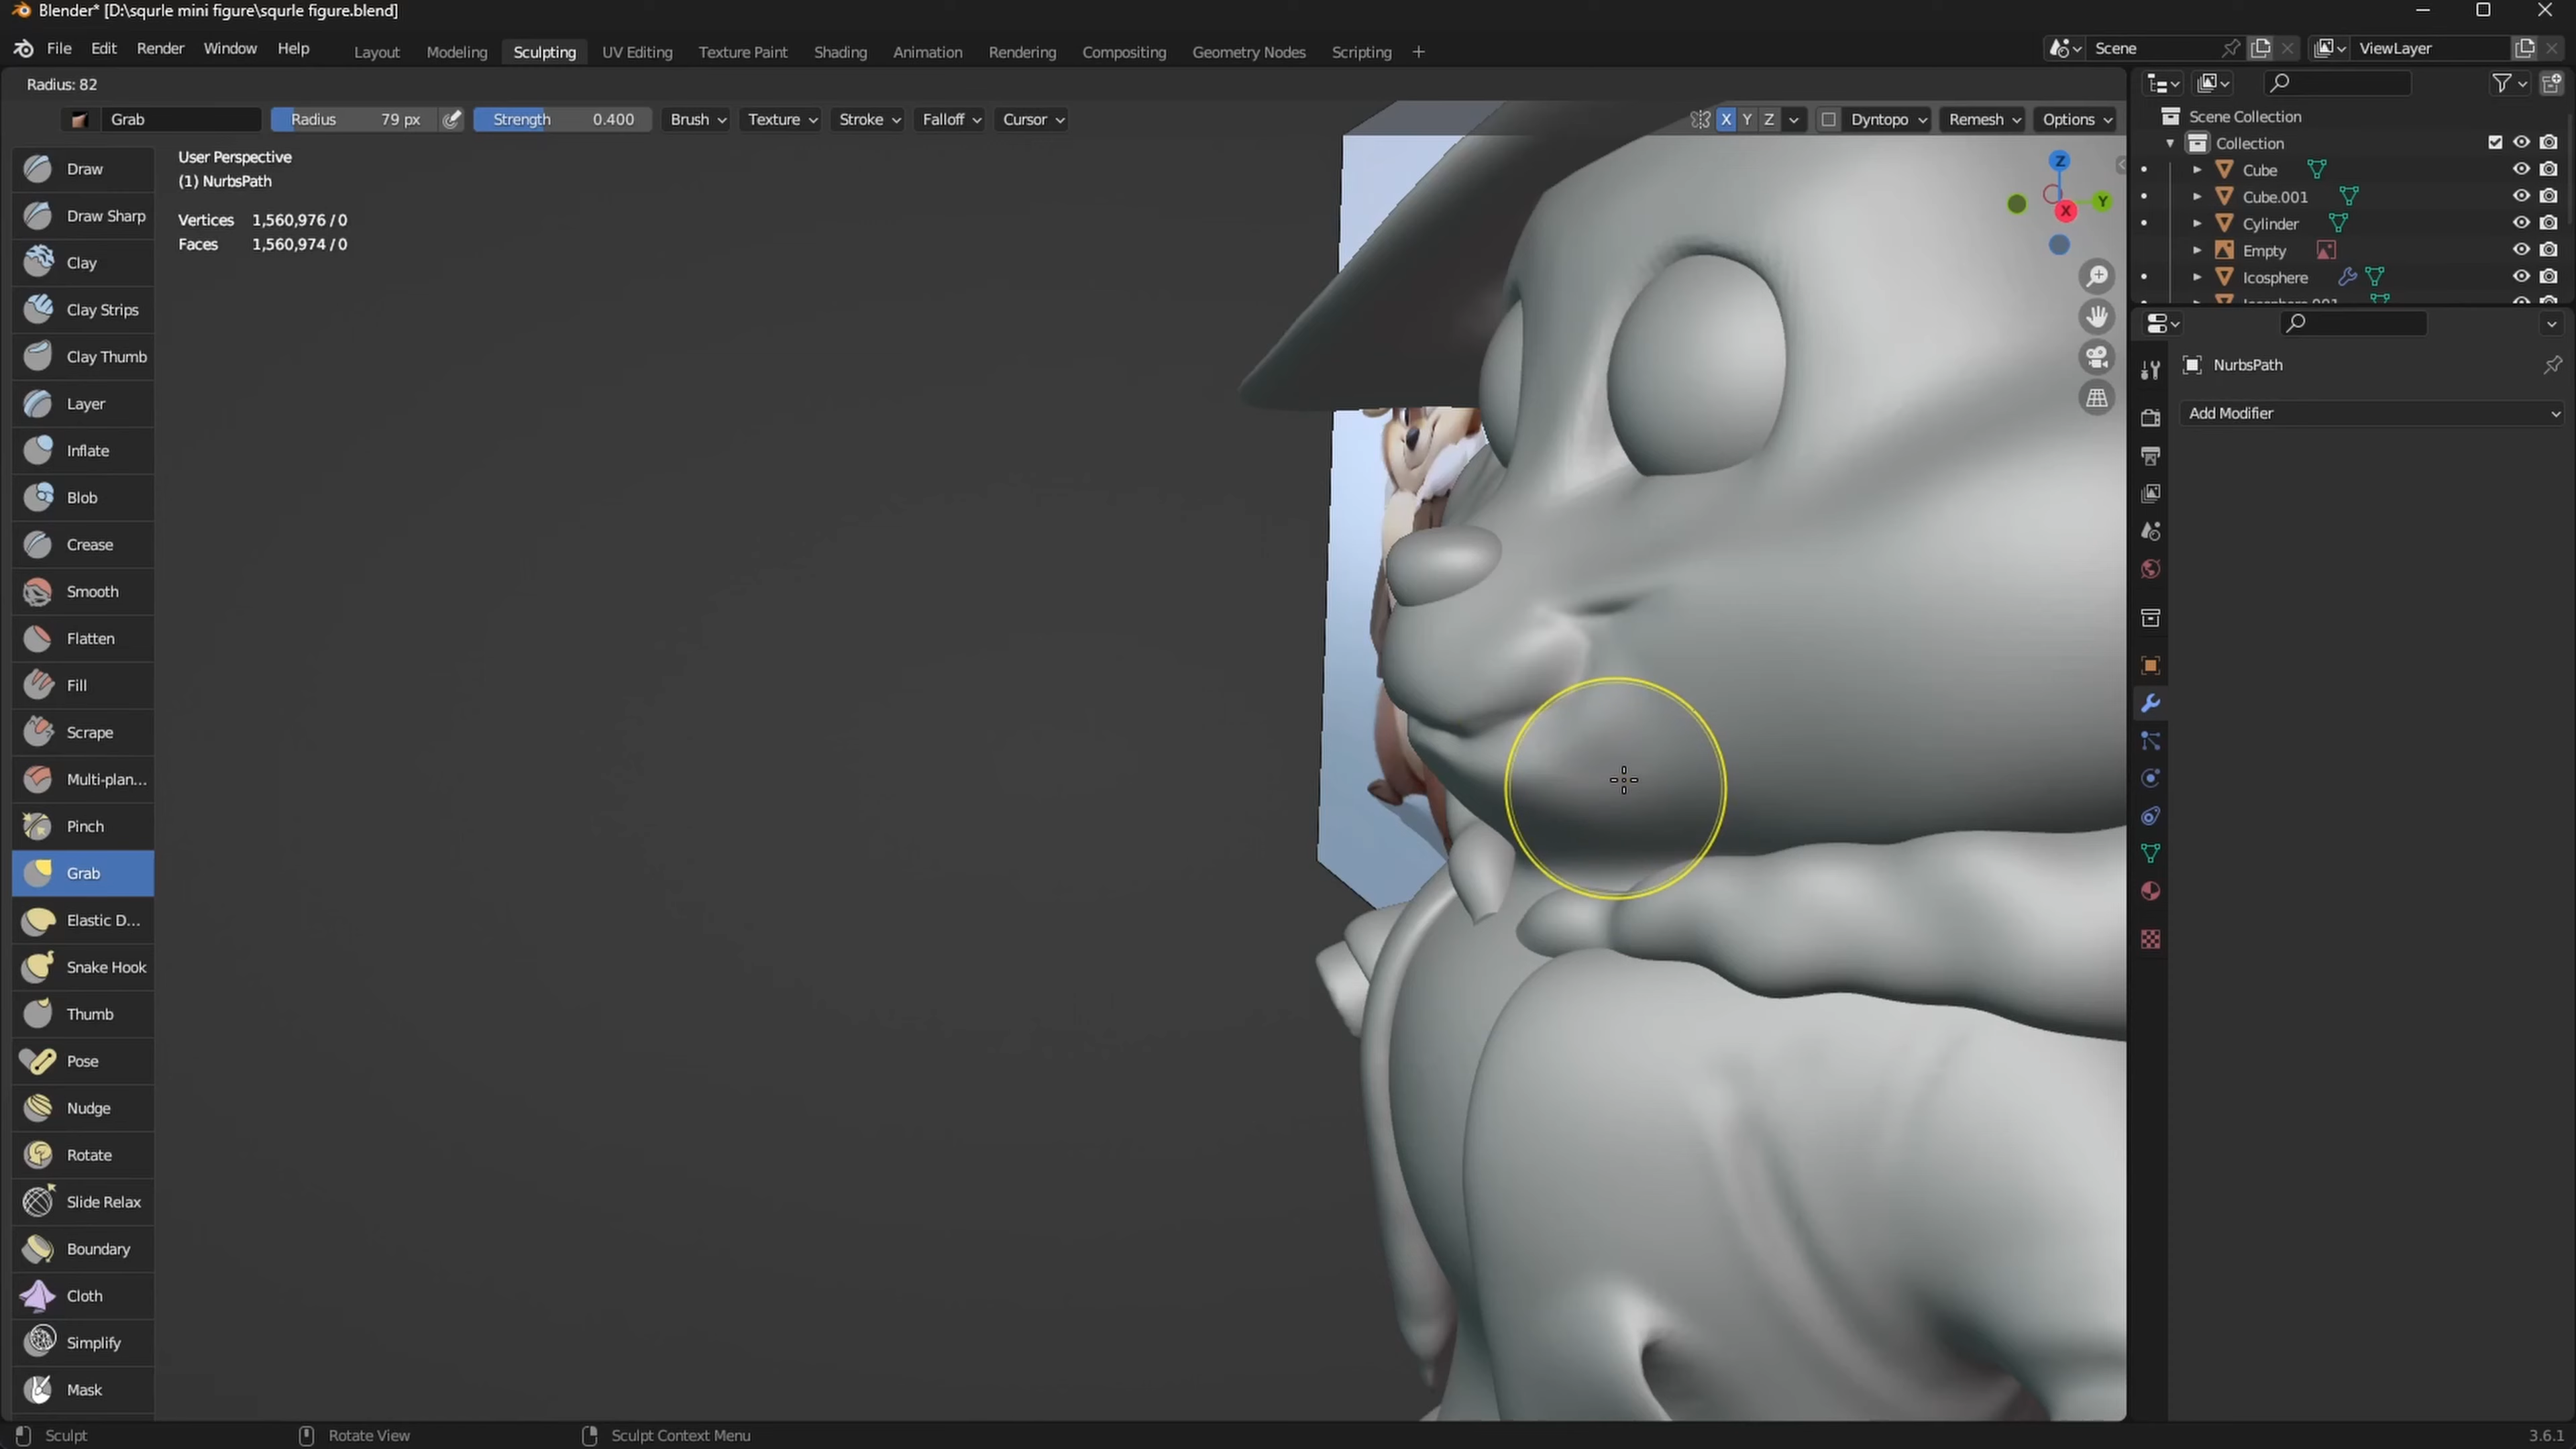 Blender* [D:\squrle mini figure\squrle figure.blend]
File Edit Render Window Help Layout Modeling Sculpting UV Editing Texture Paint Shading Animation Rendering Compositing Geometry Nodes Scripting + Scene ViewLayer
Radius: 82
Grab Radius 79 px Strength 0.400 Brush Texture Stroke Falloff Cursor X Y Z Dyntopo Remesh Options
User Perspective
(1) NurbsPath
Vertices 1,560,976 / 0
Faces 1,560,974 / 0
Draw
Draw Sharp
Clay
Clay Strips
Clay Thumb
Layer
Inflate
Blob
Crease
Smooth
Flatten
Fill
Scrape
Multi-plan...
Pinch
Grab
Elastic D...
Snake Hook
Thumb
Pose
Nudge
Rotate
Slide Relax
Boundary
Cloth
Simplify
Mask
Z
Y
X
Scene Collection
Collection
Cube
Cube.001
Cylinder
Empty
Icosphere
Icosphere.001
NurbsPath
Add Modifier
Sculpt Rotate View Sculpt Context Menu 3.6.1